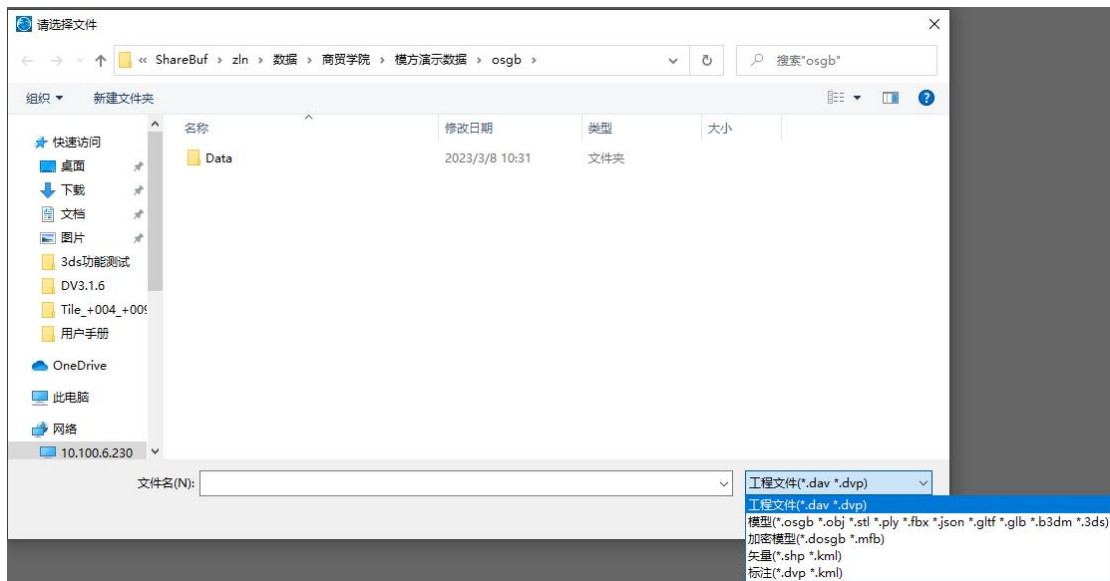 请选择文件
« ShareBuf › zln › 数据 › 商贸学院 › 模方演示数据 › osgb ›
搜索"osgb"
组织 新建文件夹
名称 修改日期 类型 大小
快速访问
Data 2023/3/8 10:31 文件夹
桌面
下载
文档
图片
3ds功能测试
DV3.1.6
Tile_+004_+009
用户手册
OneDrive
此电脑
网络
10.100.6.230
文件名(N): 工程文件(*.dav *.dvp)
工程文件(*.dav *.dvp)
模型(*.osgb *.obj *.stl *.ply *.fbx *.json *.gltf *.glb *.b3dm *.3ds)
加密模型(*.dosgb *.mfb)
矢量(*.shp *.kml)
标注(*.dvp *.kml)